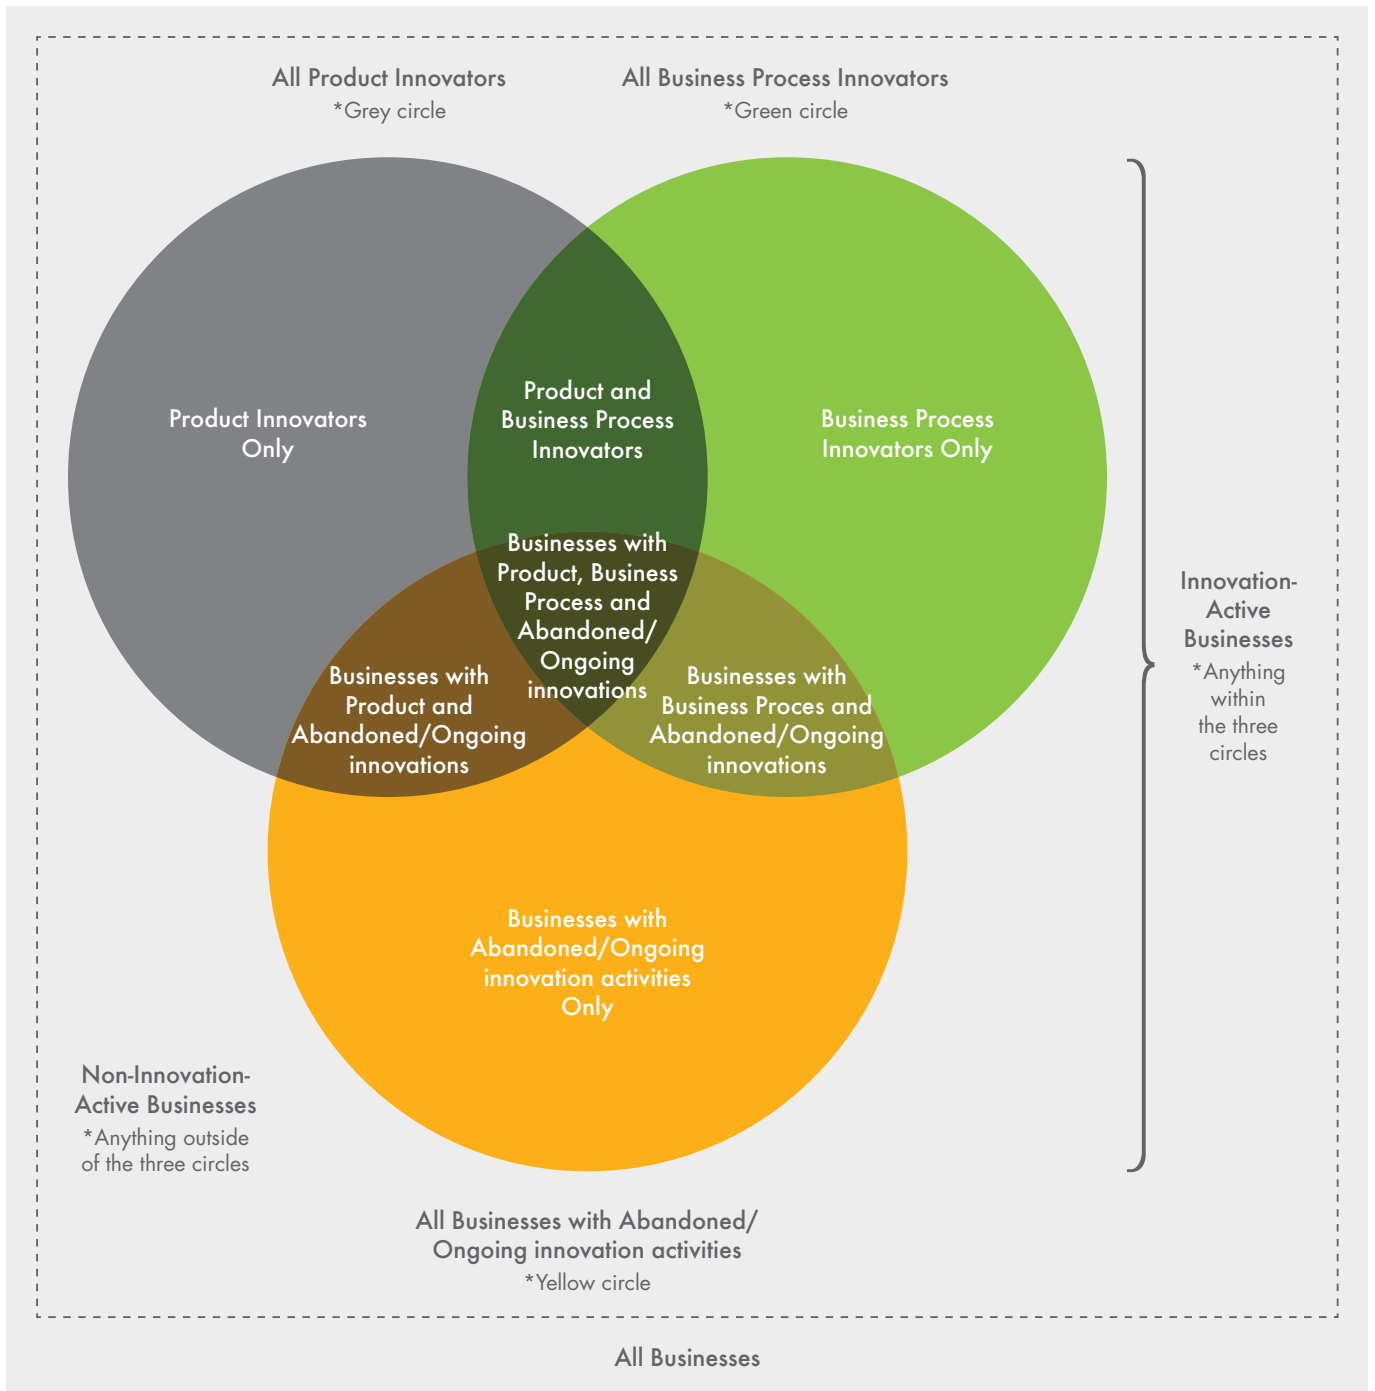 All Product Innovators
*Grey circle
All Business Process Innovators
*Green circle
Product Innovators
Only
Product and
Business Process
Innovators
Business Process
Innovators Only
Businesses with
Product, Business
Process and
Abandoned/
Ongoing
innovations
Businesses with
Product and
Abandoned/Ongoing
innovations
Businesses with
Business Proces and
Abandoned/Ongoing
innovations
Innovation-
Active
Businesses
*Anything
within
the three
circles
Businesses with
Abandoned/Ongoing
innovation activities
Only
Non-Innovation-
Active Businesses
*Anything outside
of the three circles
All Businesses with Abandoned/
Ongoing innovation activities
*Yellow circle
All Businesses